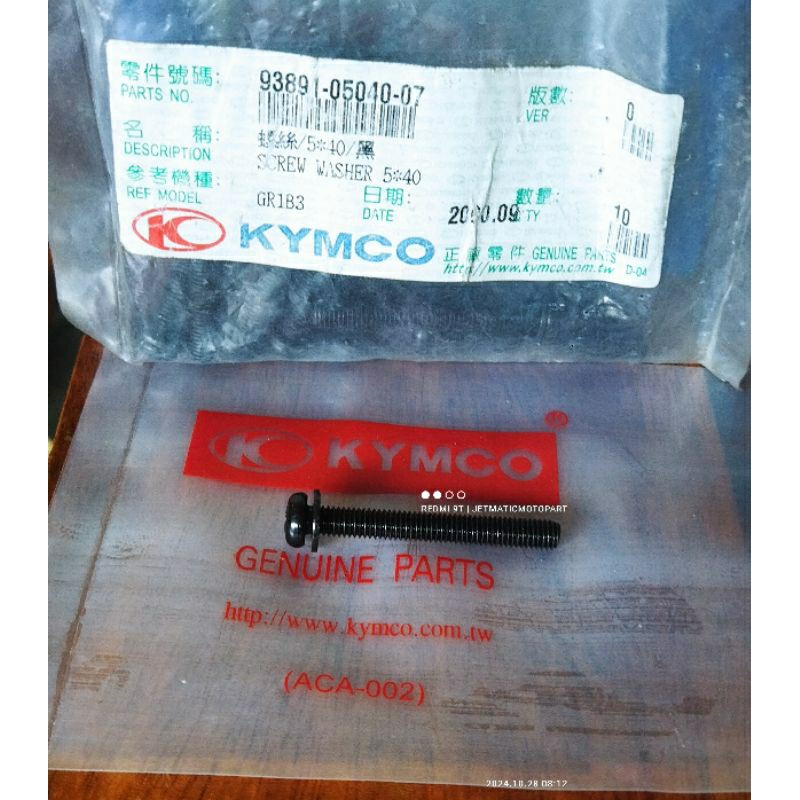 零件號碼: 93891-05040-07 版數: 0
PARTS NO. VER
名 稱: 螺絲/5*40/黑
DESCRIPTION SCREW WASHER 5*40
參考機種: 日期: 數量:
REF MODEL GR1B3 DATE 10
KYMCO 正廠零件 GENUINE PARTS
http://www.kymco.com.tw D-04
KYMCO ®
REDMI 9T | JETMATICMOTOPART
GENUINE PARTS
http://www.kymco.com.tw
(ACA-002)
2024.10.28 08:12